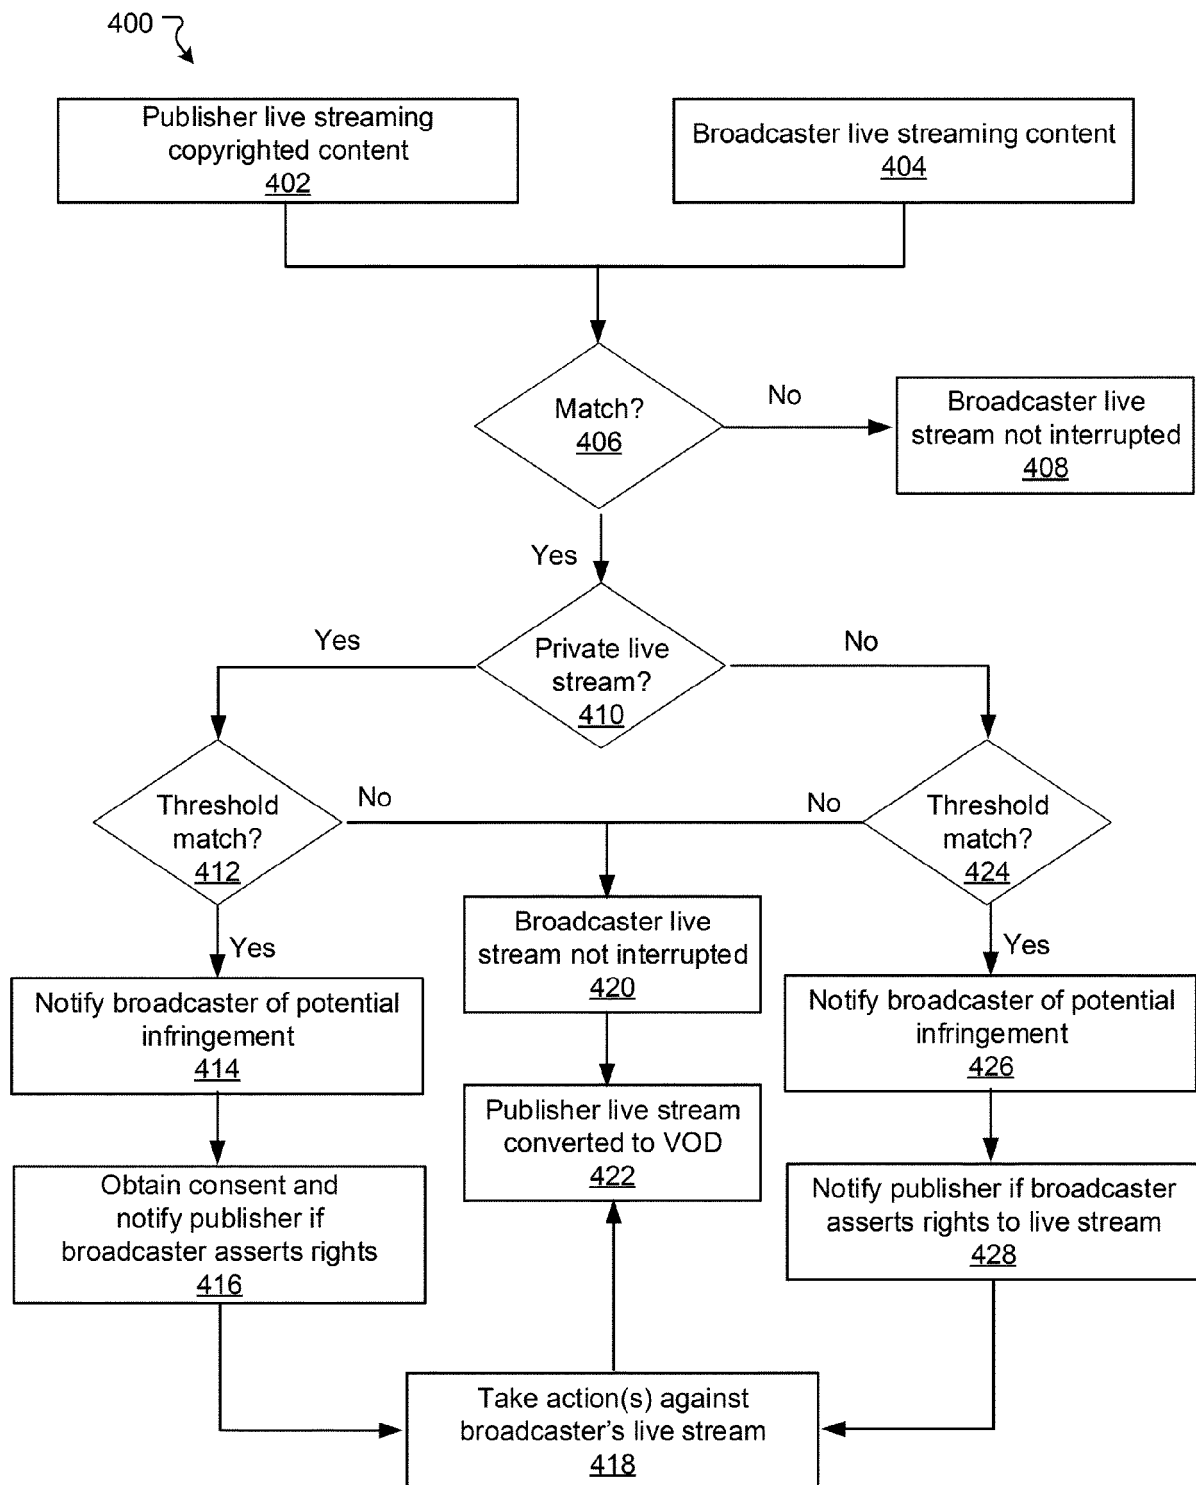 400
Publisher live streaming
copyrighted content
402
Broadcaster live streaming content
404
Match?
406
No
Broadcaster live
stream not interrupted
408
Yes
Private live
stream?
410
Yes
No
Threshold
match?
412
No
No
Threshold
match?
424
Yes
Broadcaster live
stream not interrupted
420
Yes
Notify broadcaster of potential
infringement
414
Notify broadcaster of potential
infringement
426
Publisher live stream
converted to VOD
422
Obtain consent and
notify publisher if
broadcaster asserts rights
416
Notify publisher if broadcaster
asserts rights to live stream
428
Take action(s) against
broadcaster's live stream
418